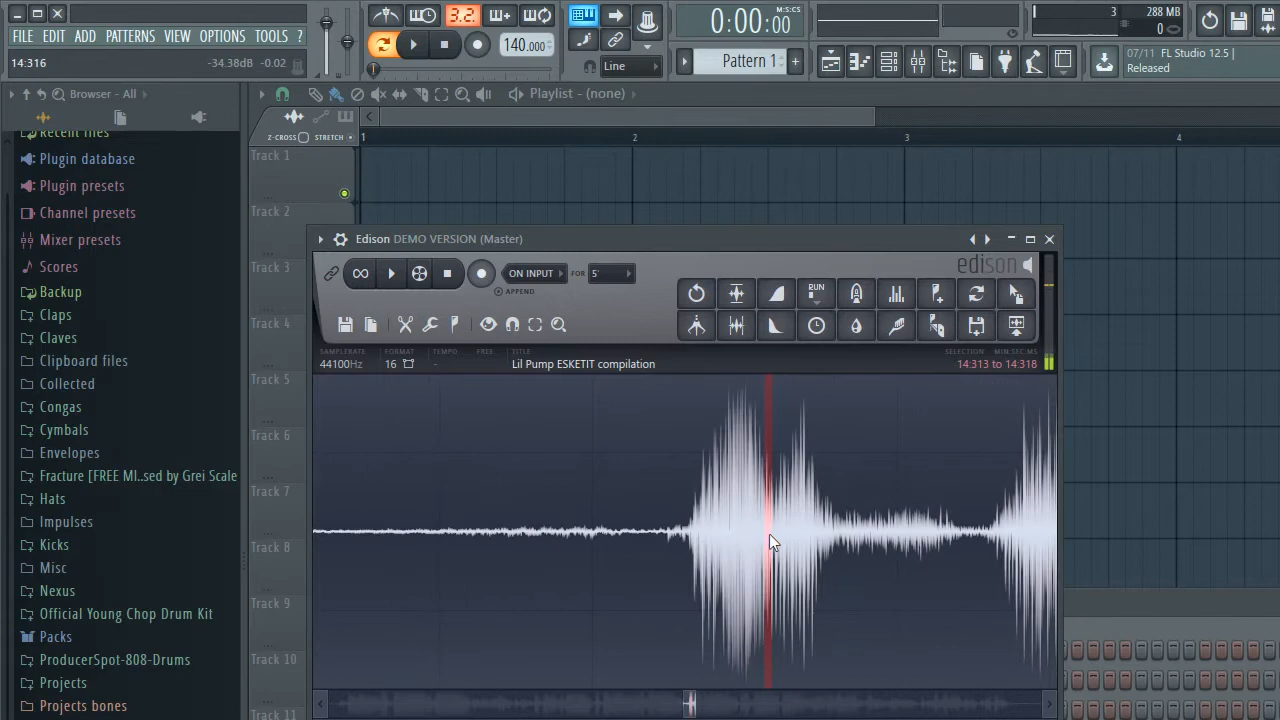 3.2.
0:00:00
M:S:CS
3
288 MB
0
FILE EDIT ADD PATTERNS VIEW OPTIONS TOOLS ?
140.000
14:316
-34.38dB -0.02
Line
Pattern 1
07/11 FL Studio 12.5 |
Released
Browser - All
Playlist - (none)
Z-CROSS STRETCH
1 2 3 4
Recent files
Plugin database
Plugin presets
Channel presets
Mixer presets
Scores
Backup
Claps
Claves
Clipboard files
Collected
Congas
Cymbals
Envelopes
Fracture [FREE MI..sed by Grei Scale
Hats
Impulses
Kicks
Misc
Nexus
Official Young Chop Drum Kit
Packs
ProducerSpot-808-Drums
Projects
Projects bones
Track 1
Track 2
Track 3
Track 4
Track 5
Track 6
Track 7
Track 8
Track 9
Track 10
Track 11
Edison DEMO VERSION (Master)
edison
ON INPUT FOR 5'
APPEND
RUN
SAMPLERATE FORMAT TEMPO FREE TITLE SELECTION MIN:SEC:MS
44100Hz 16 - Lil Pump ESKETIT compilation 14:313 to 14:318